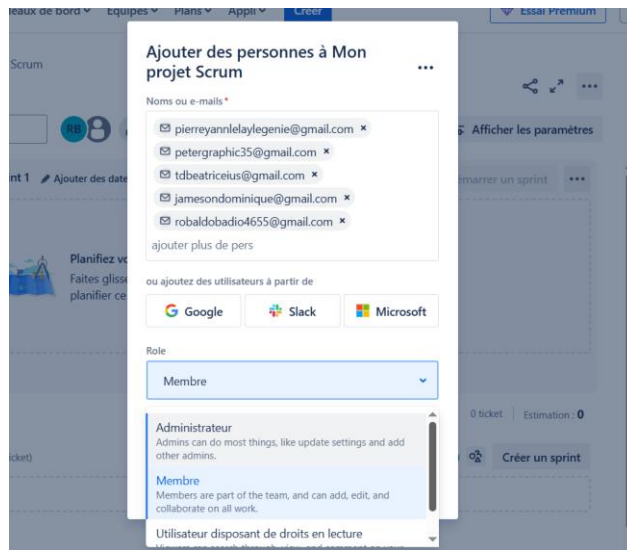 eaux de bord Équipes Plans Appli Créer Essai Premium
Scrum
Ajouter des personnes à Mon
projet Scrum
Noms ou e-mails *
RB
pierreyannlelaylegenie@gmail.com ×
petergraphic35@gmail.com ×
tdbeatriceius@gmail.com ×
jamesondominique@gmail.com ×
robaldobadio4655@gmail.com ×
ajouter plus de pers
Afficher les paramètres
nt 1 Ajouter des date
émarrer un sprint
Planifiez vo
Faites glisse
planifier ce
ou ajoutez des utilisateurs à partir de
Google Slack Microsoft
Role
Membre
0 ticket Estimation : 0
icket)
Créer un sprint
Administrateur
Admins can do most things, like update settings and add
other admins.
Membre
Members are part of the team, and can add, edit, and
collaborate on all work.
Utilisateur disposant de droits en lecture